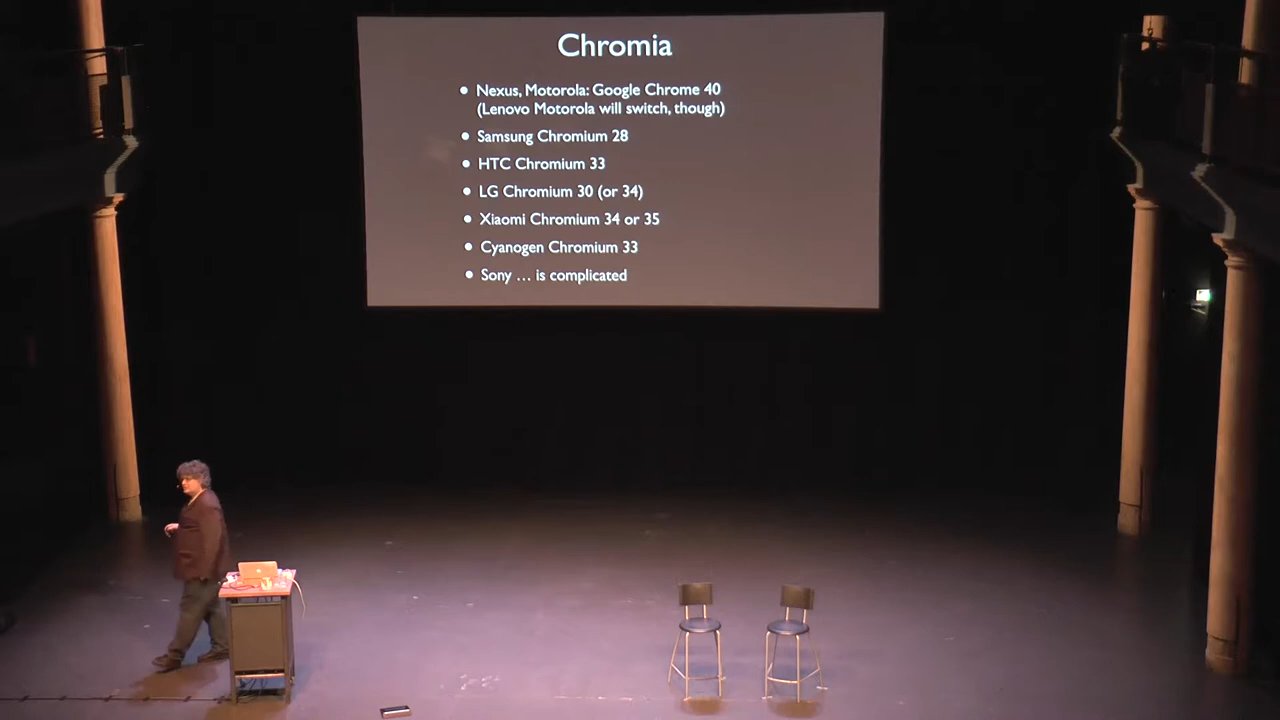 Chromia
• Nexus, Motorola: Google Chrome 40
(Lenovo Motorola will switch, though)
• Samsung Chromium 28
• HTC Chromium 33
• LG Chromium 30 (or 34)
• Xiaomi Chromium 34 or 35
• Cyanogen Chromium 33
• Sony … is complicated